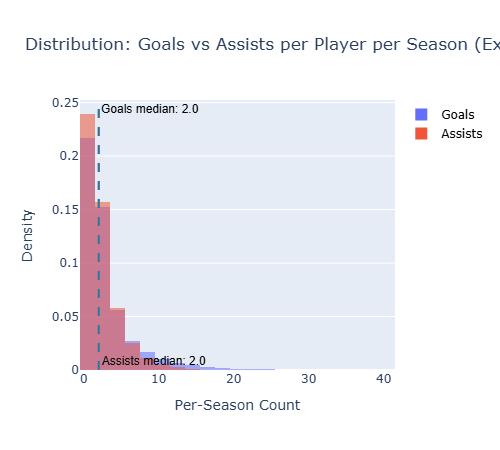 Distribution: Goals vs Assists per Player per Season (Ex
Goals
Assists
Goals median: 2.0
Assists median: 2.0
0.25
0.2
0.15
0.1
0.05
0
Density
0 10 20 30 40
Per-Season Count